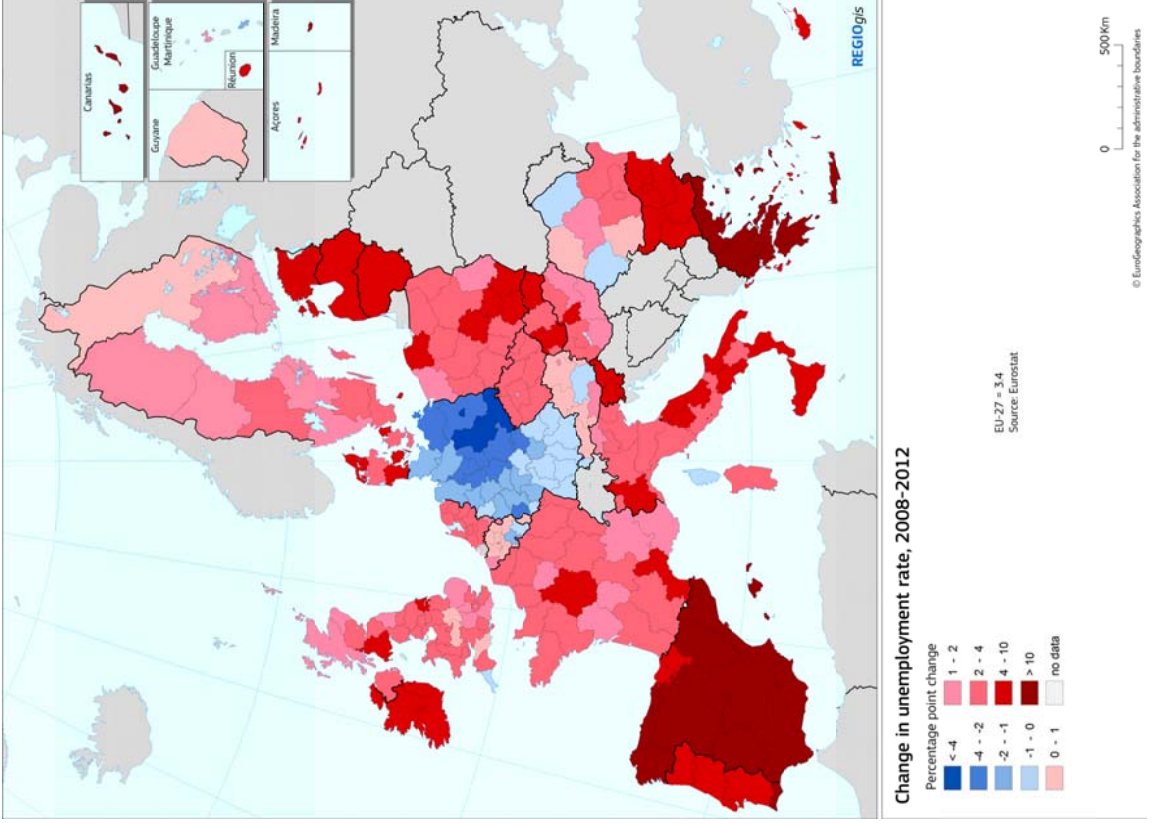 Canarias
Guyane
Guadeloupe
Martinique
Réunion
Açores
Madeira
REGIOgis
Change in unemployment rate, 2008-2012
Percentage point change
< -4
-4 - -2
-2 - -1
-1 - 0
0 - 1
1 - 2
2 - 4
4 - 10
> 10
no data
EU-27 = 3.4
Source: Eurostat
0 500 Km
© EuroGeographics Association for the administrative boundaries